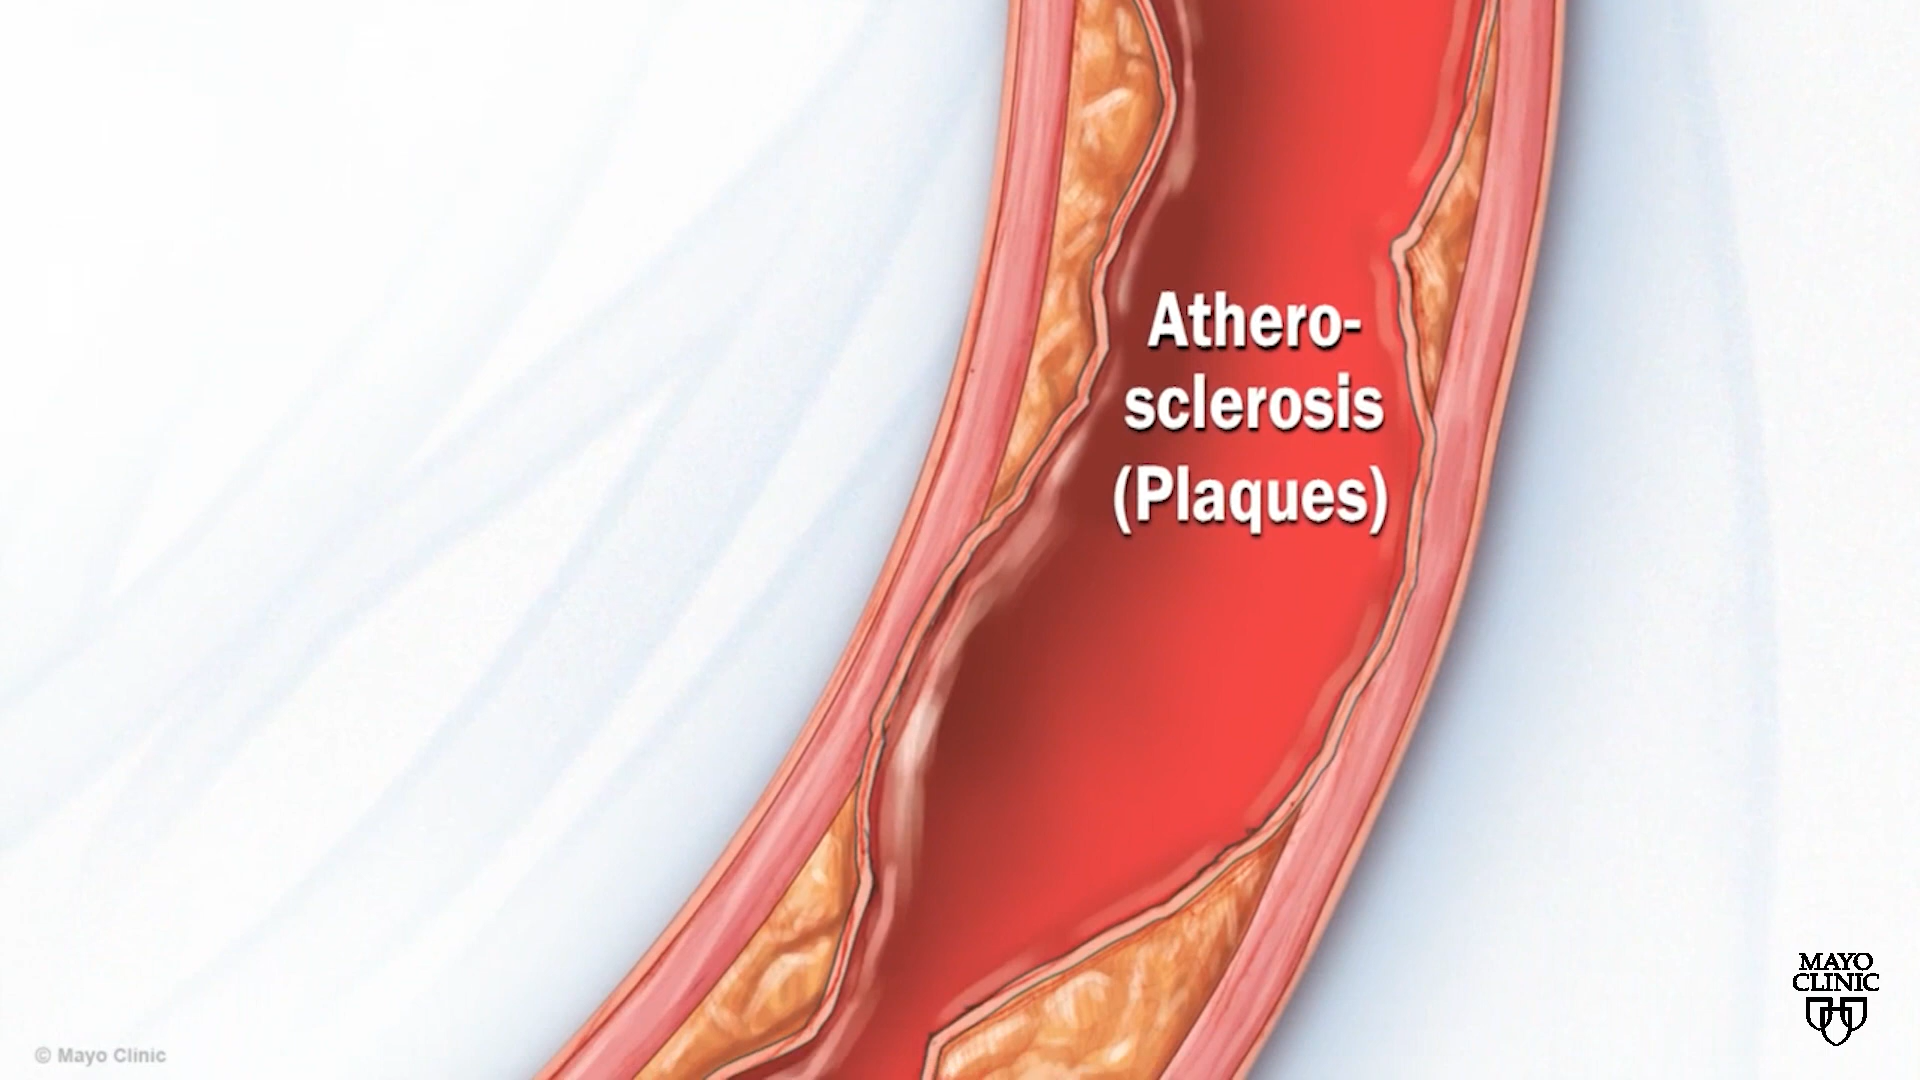 Athero-
sclerosis
(Plaques)
MAYO
CLINIC
© Mayo Clinic